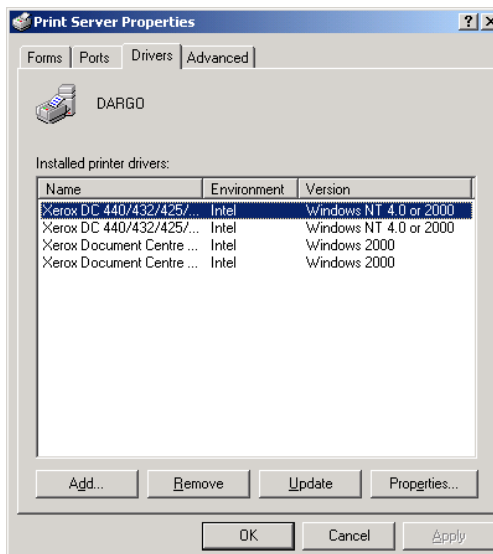 Print Server Properties
Forms Ports Drivers Advanced
DARGO
Installed printer drivers:
Name Environment Version
Xerox DC 440/432/425/... Intel Windows NT 4.0 or 2000
Xerox DC 440/432/425/... Intel Windows NT 4.0 or 2000
Xerox Document Centre ... Intel Windows 2000
Xerox Document Centre ... Intel Windows 2000
Add... Remove Update Properties...
OK Cancel Apply